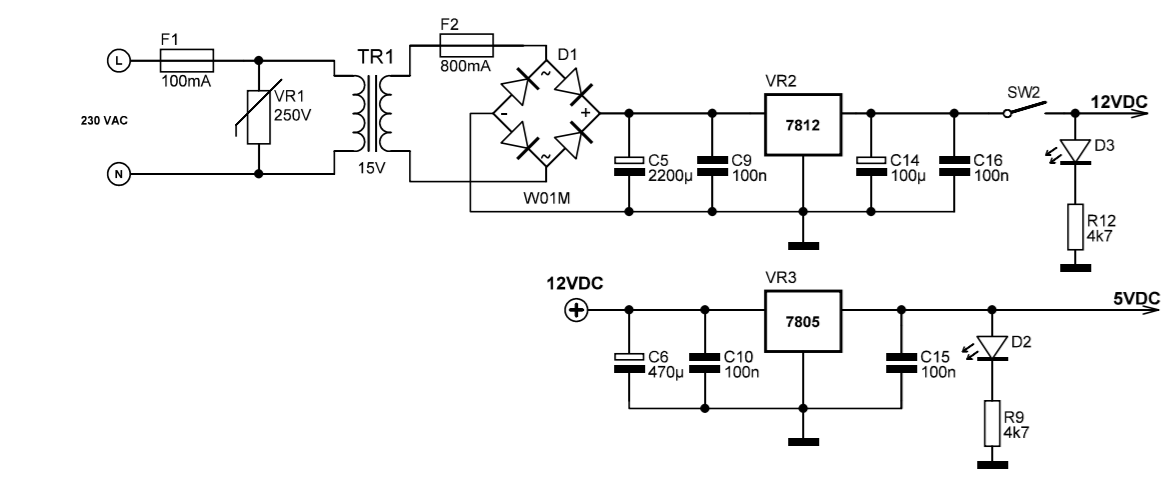 F1
L
100mA
230 VAC
VR1
250V
N
TR1
15V
F2
800mA
D1
~
-
+
~
W01M
C5
2200µ
C9
100n
VR2
7812
C14
100µ
C16
100n
SW2
12VDC
D3
R12
4k7
12VDC
+
C6
470µ
C10
100n
VR3
7805
C15
100n
5VDC
D2
R9
4k7